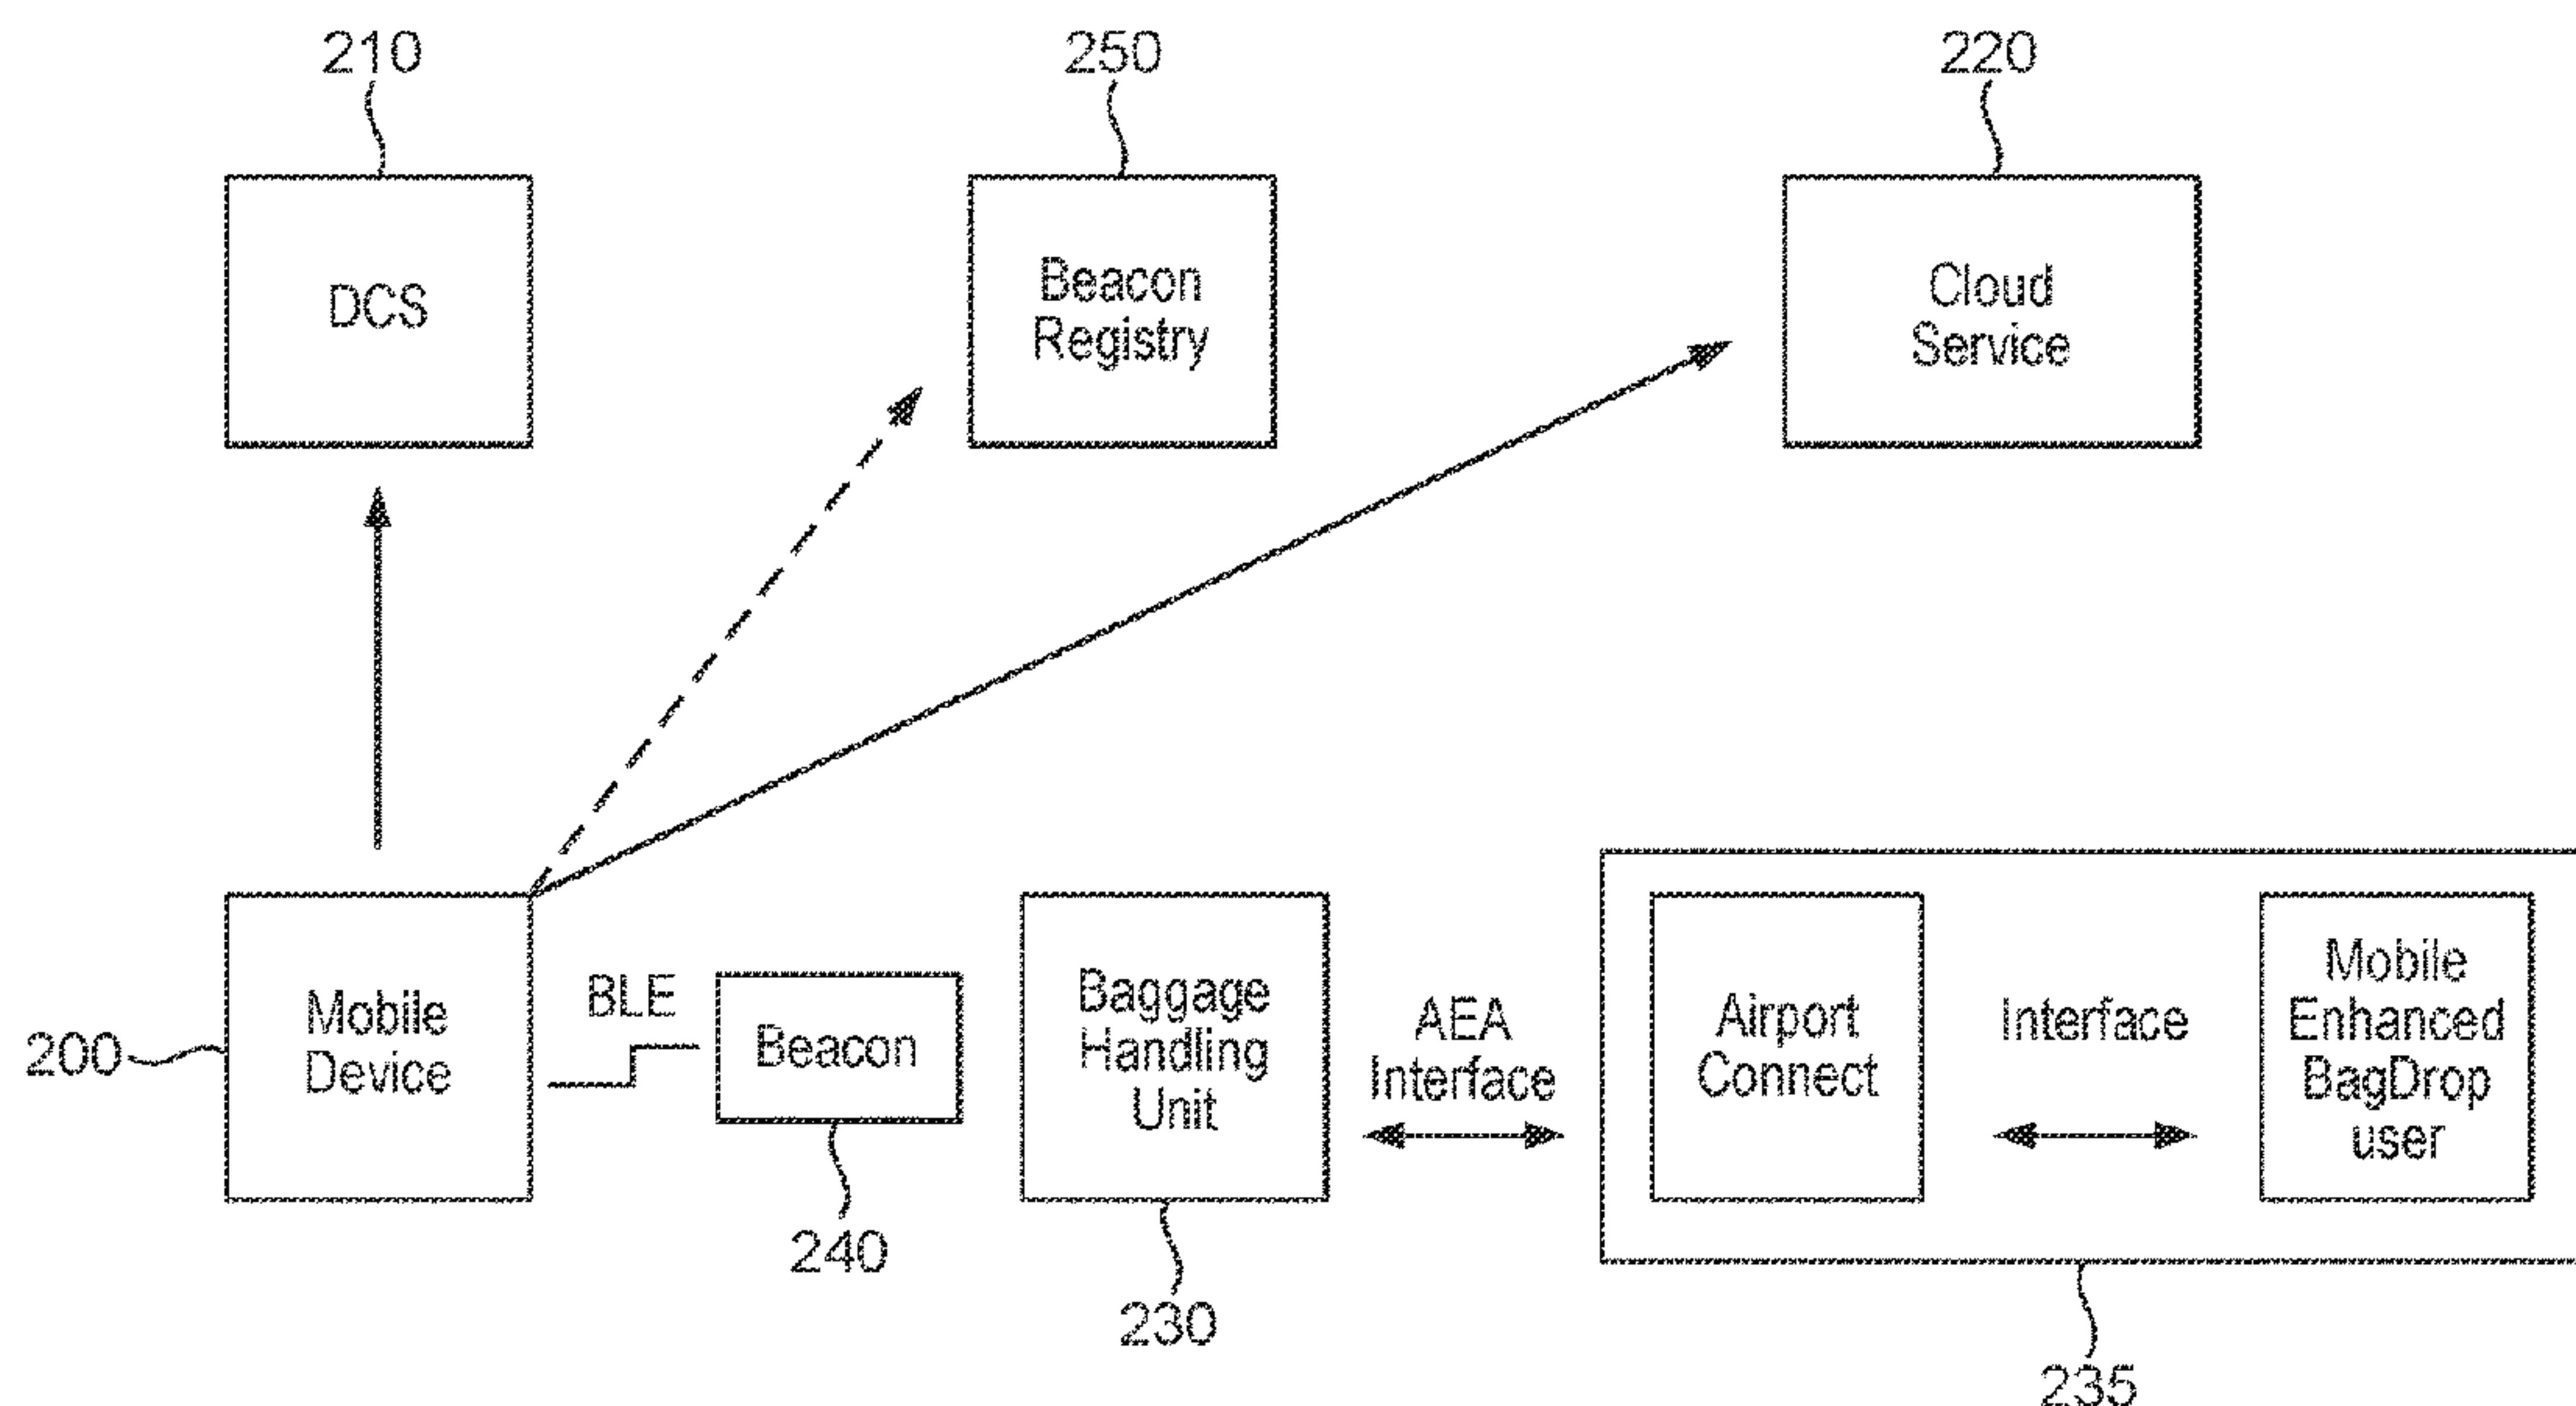 210
250
220
DCS
Beacon
Registry
Cloud
Service
200
Mobile
Device
BLE
Beacon
240
Baggage
Handling
Unit
230
AEA
Interface
Airport
Connect
Interface
Mobile
Enhanced
BagDrop
user
235